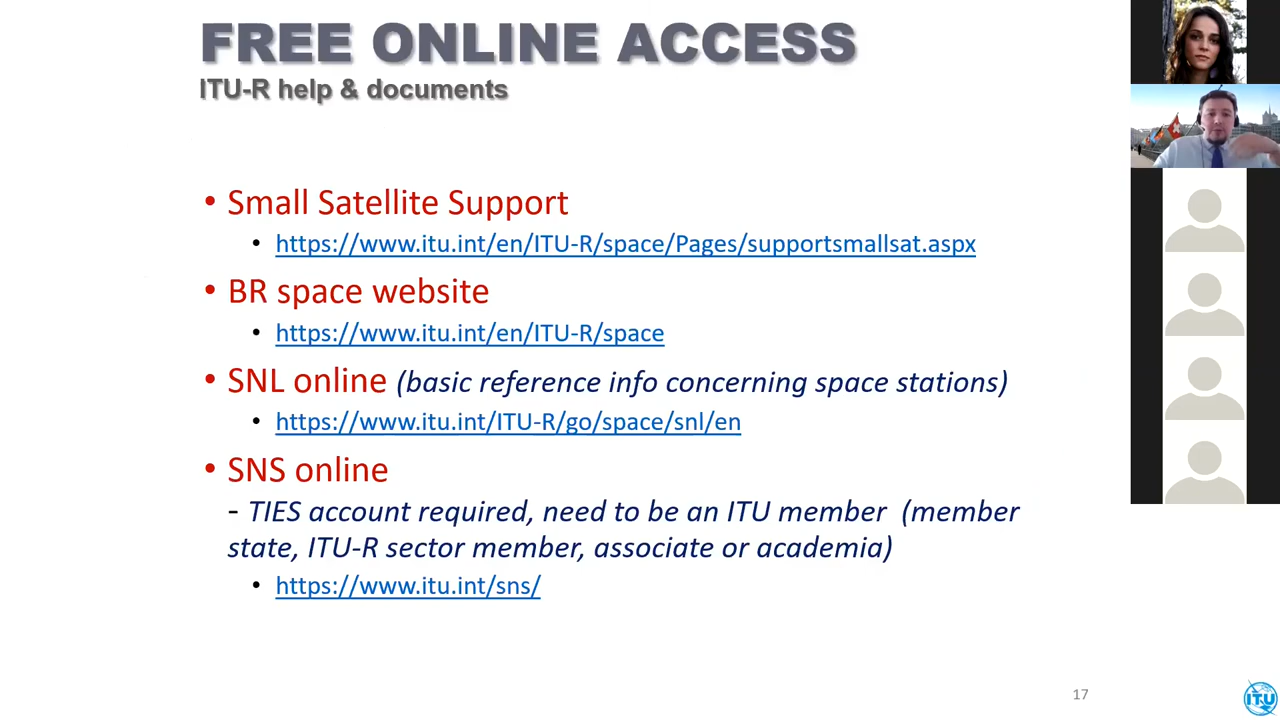 FREE ONLINE ACCESS
ITU-R help & documents
• Small Satellite Support
• https://www.itu.int/en/ITU-R/space/Pages/supportsmallsat.aspx
• BR space website
• https://www.itu.int/en/ITU-R/space
• SNL online (basic reference info concerning space stations)
• https://www.itu.int/ITU-R/go/space/snl/en
• SNS online
- TIES account required, need to be an ITU member (member
state, ITU-R sector member, associate or academia)
• https://www.itu.int/sns/
17
ITU